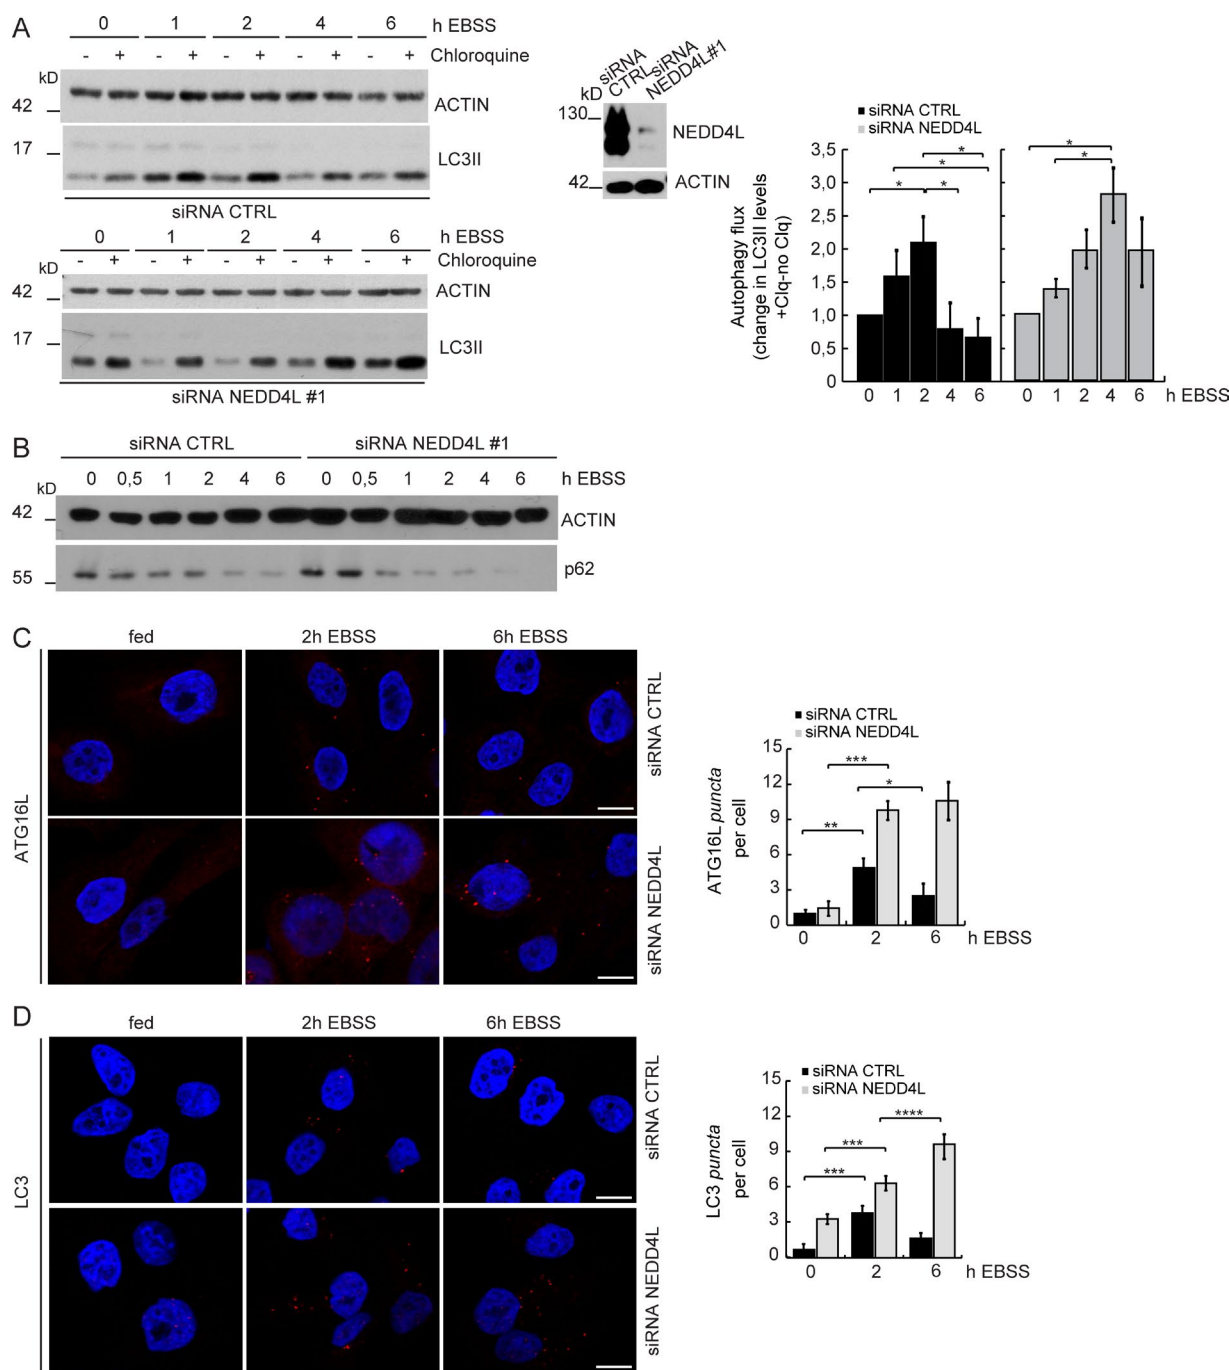 A
0 1 2 4 6 h EBSS
- + - + - + - + - + Chloroquine
kD
42
ACTIN
17
LC3II
siRNA CTRL
0 1 2 4 6 h EBSS
- + - + - + - + - + Chloroquine
kD
42
ACTIN
17
LC3II
siRNA NEDD4L #1
siRNA
CTRL
siRNA
NEDD4L#1
kD
130
NEDD4L
42
ACTIN
siRNA CTRL
siRNA NEDD4L
Autophagy flux
(change in LC3II levels
+Clq-no Clq)
3,5
3,0
2,5
2,0
1,5
1,0
0,5
0
* * * *
* *
0 1 2 4 6 0 1 2 4 6 h EBSS
B
siRNA CTRL siRNA NEDD4L #1
0 0,5 1 2 4 6 0 0,5 1 2 4 6 h EBSS
kD
42
ACTIN
55
p62
C
fed 2h EBSS 6h EBSS
ATG16L
siRNA CTRL
siRNA NEDD4L
siRNA CTRL
siRNA NEDD4L
ATG16L puncta
per cell
15
12
9
6
3
0
***
*
**
0 2 6 h EBSS
D
fed 2h EBSS 6h EBSS
LC3
siRNA CTRL
siRNA NEDD4L
siRNA CTRL
siRNA NEDD4L
LC3 puncta
per cell
15
12
9
6
3
0
****
***
***
0 2 6 h EBSS